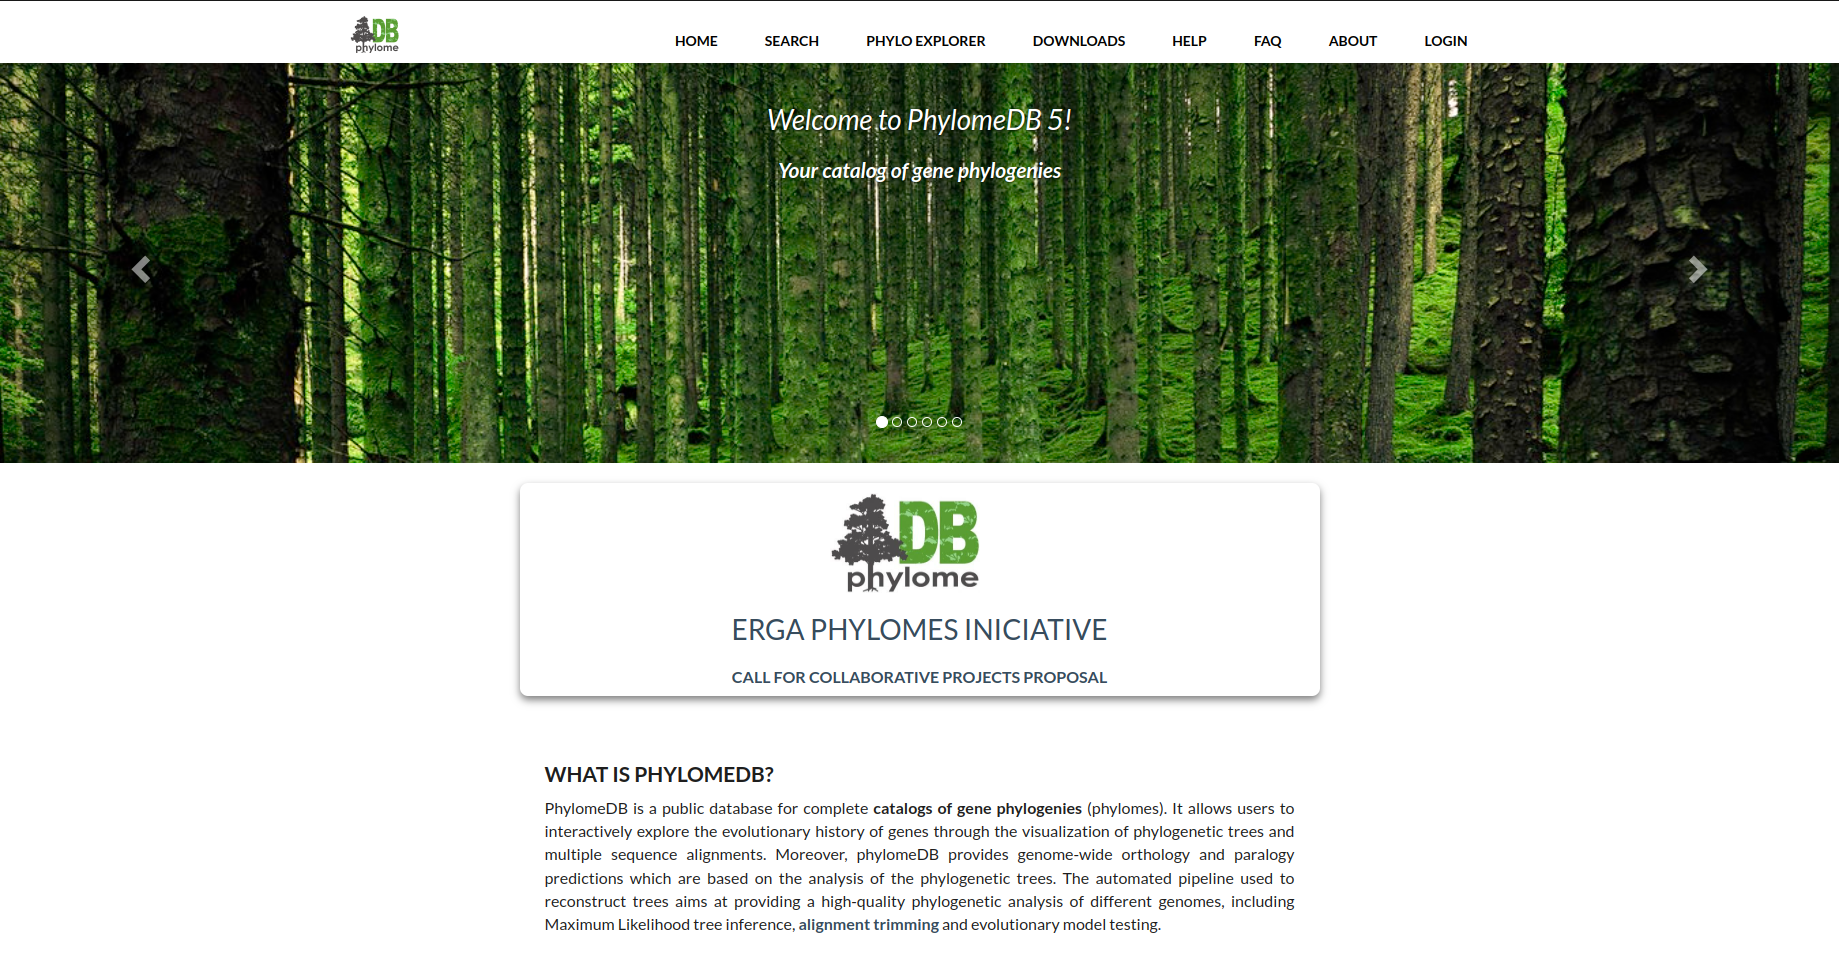 DB
phylome
HOME SEARCH PHYLO EXPLORER DOWNLOADS HELP FAQ ABOUT LOGIN
Welcome to PhylomeDB 5!
Your catalog of gene phylogenies
DB
phylome
ERGA PHYLOMES INICIATIVE
CALL FOR COLLABORATIVE PROJECTS PROPOSAL
WHAT IS PHYLOMEDB?
PhylomeDB is a public database for complete catalogs of gene phylogenies (phylomes). It allows users to
interactively explore the evolutionary history of genes through the visualization of phylogenetic trees and
multiple sequence alignments. Moreover, phylomeDB provides genome-wide orthology and paralogy
predictions which are based on the analysis of the phylogenetic trees. The automated pipeline used to
reconstruct trees aims at providing a high-quality phylogenetic analysis of different genomes, including
Maximum Likelihood tree inference, alignment trimming and evolutionary model testing.